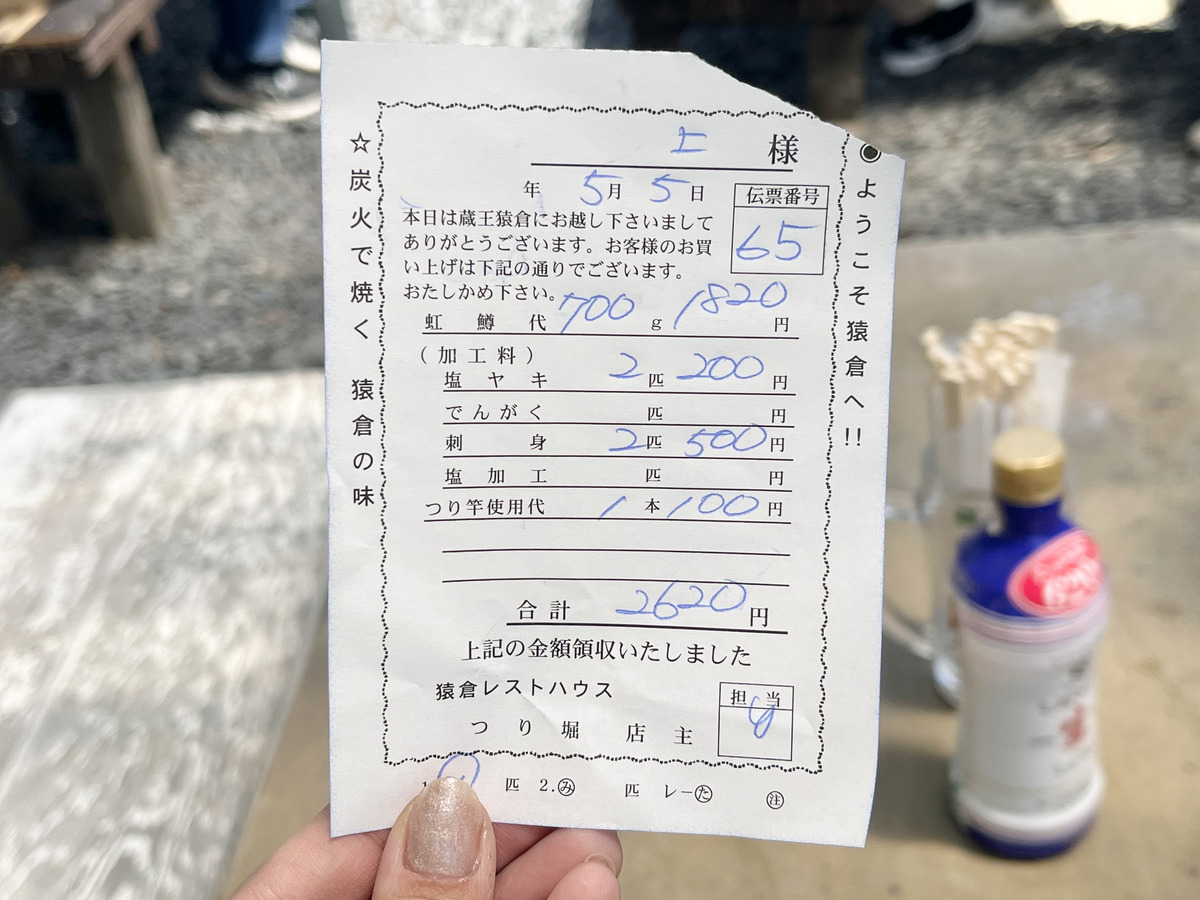 ☆炭火で焼く 猿倉の味
上 様
年 5月 5日
伝票番号
65
本日は蔵王猿倉にお越し下さいまして
ありがとうございます。お客様のお買
い上げは下記の通りでございます。
おたしかめ下さい。
虹鱒代 700 g 1820 円
(加工料)
塩ヤキ 2 匹 200 円
でんがく 匹 円
刺身 2 匹 500 円
塩加工 匹 円
つり竿使用代 1 本 100 円
合計 2620 円
上記の金額領収いたしました
猿倉レストハウス
つり堀 店主
担当
匹 2.㋯ 匹 レー㋟ ㊟
◉ようこそ猿倉へ!!